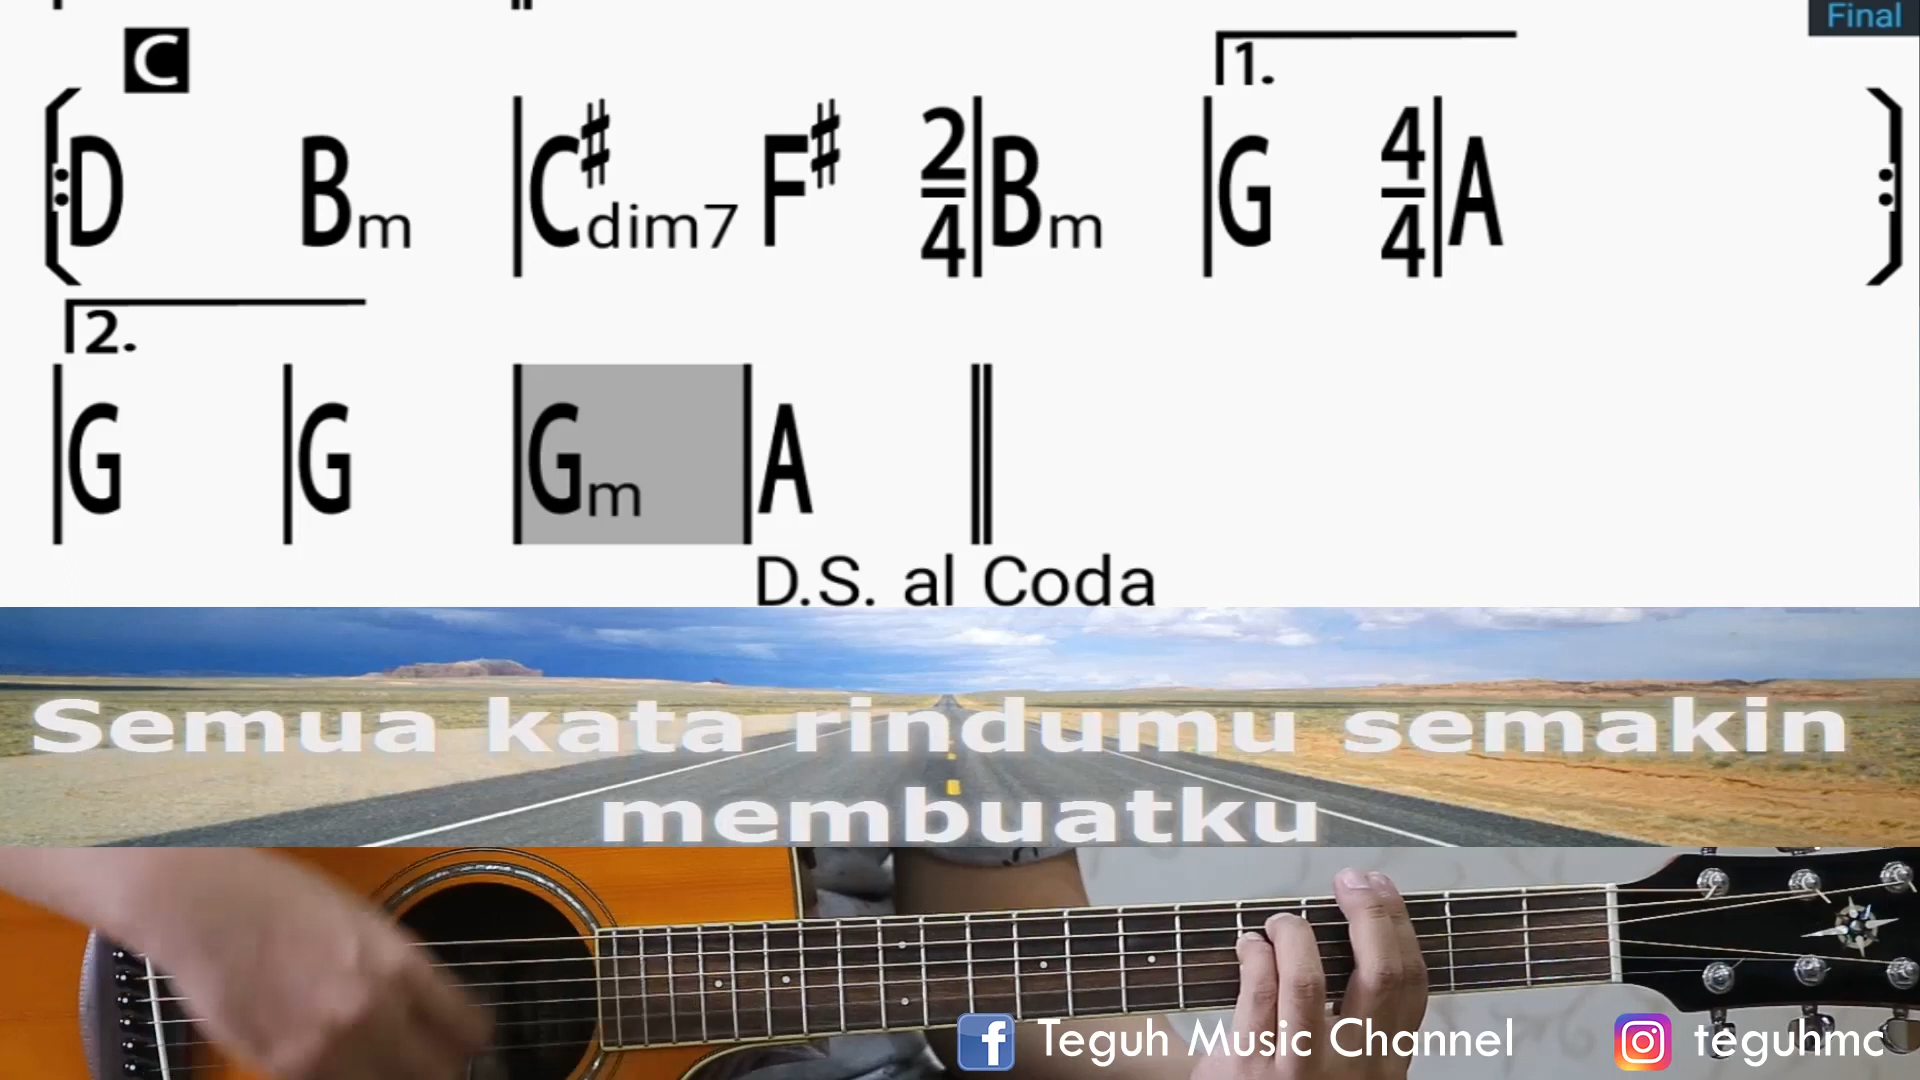 Final
C
1.
D Bm C♯dim7 F♯ 2/4 Bm G 4/4 A
2.
G G Gm A
D.S. al Coda
Semua kata rindumu semakin
membuatku
Teguh Music Channel
teguhmc